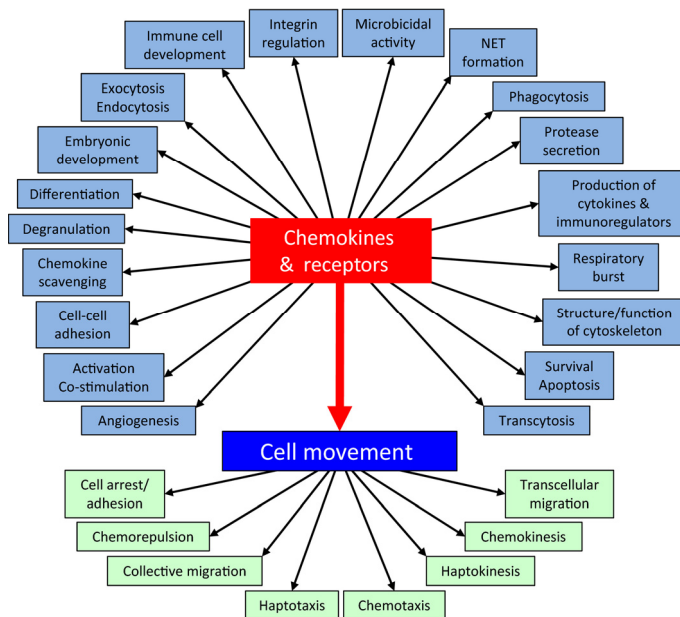 Immune cell
development
Integrin
regulation
Microbicidal
activity
NET
formation
Exocytosis
Endocytosis
Phagocytosis
Embryonic
development
Protease
secretion
Differentiation
Production of
cytokines &
immunoregulators
Degranulation
Chemokines
& receptors
Chemokine
scavenging
Respiratory
burst
Cell-cell
adhesion
Structure/function
of cytoskeleton
Activation
Co-stimulation
Survival
Apoptosis
Angiogenesis
Transcytosis
Cell movement
Cell arrest/
adhesion
Transcellular
migration
Chemorepulsion
Chemokinesis
Collective migration
Haptokinesis
Haptotaxis
Chemotaxis